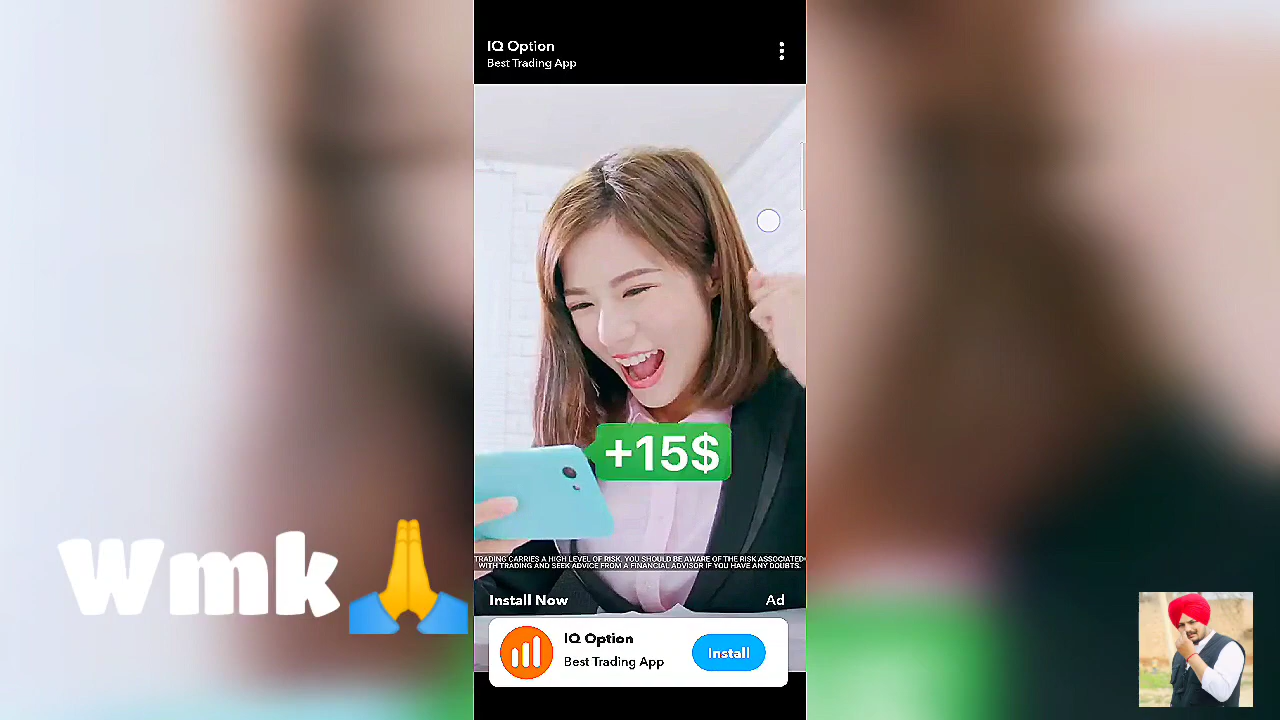 IQ Option
Best Trading App
+15$
TRADING CARRIES A HIGH LEVEL OF RISK. YOU SHOULD BE AWARE OF THE RISK ASSOCIATED
WITH TRADING AND SEEK ADVICE FROM A FINANCIAL ADVISOR IF YOU HAVE ANY DOUBTS.
Wmk🙏
Install Now
Ad
IQ Option
Best Trading App
Install